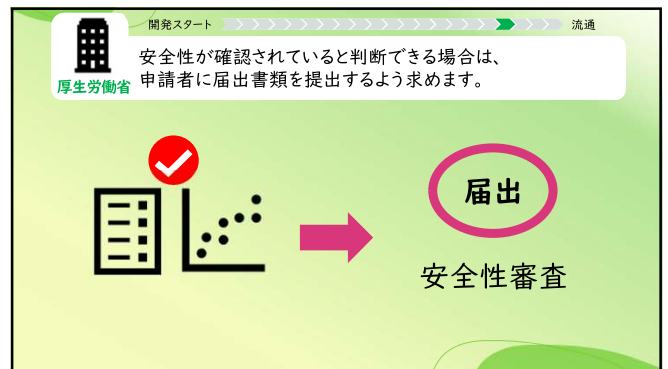 開発スタート
流通
安全性が確認されていると判断できる場合は、
申請者に届出書類を提出するよう求めます。
厚生労働省
届出
安全性審査